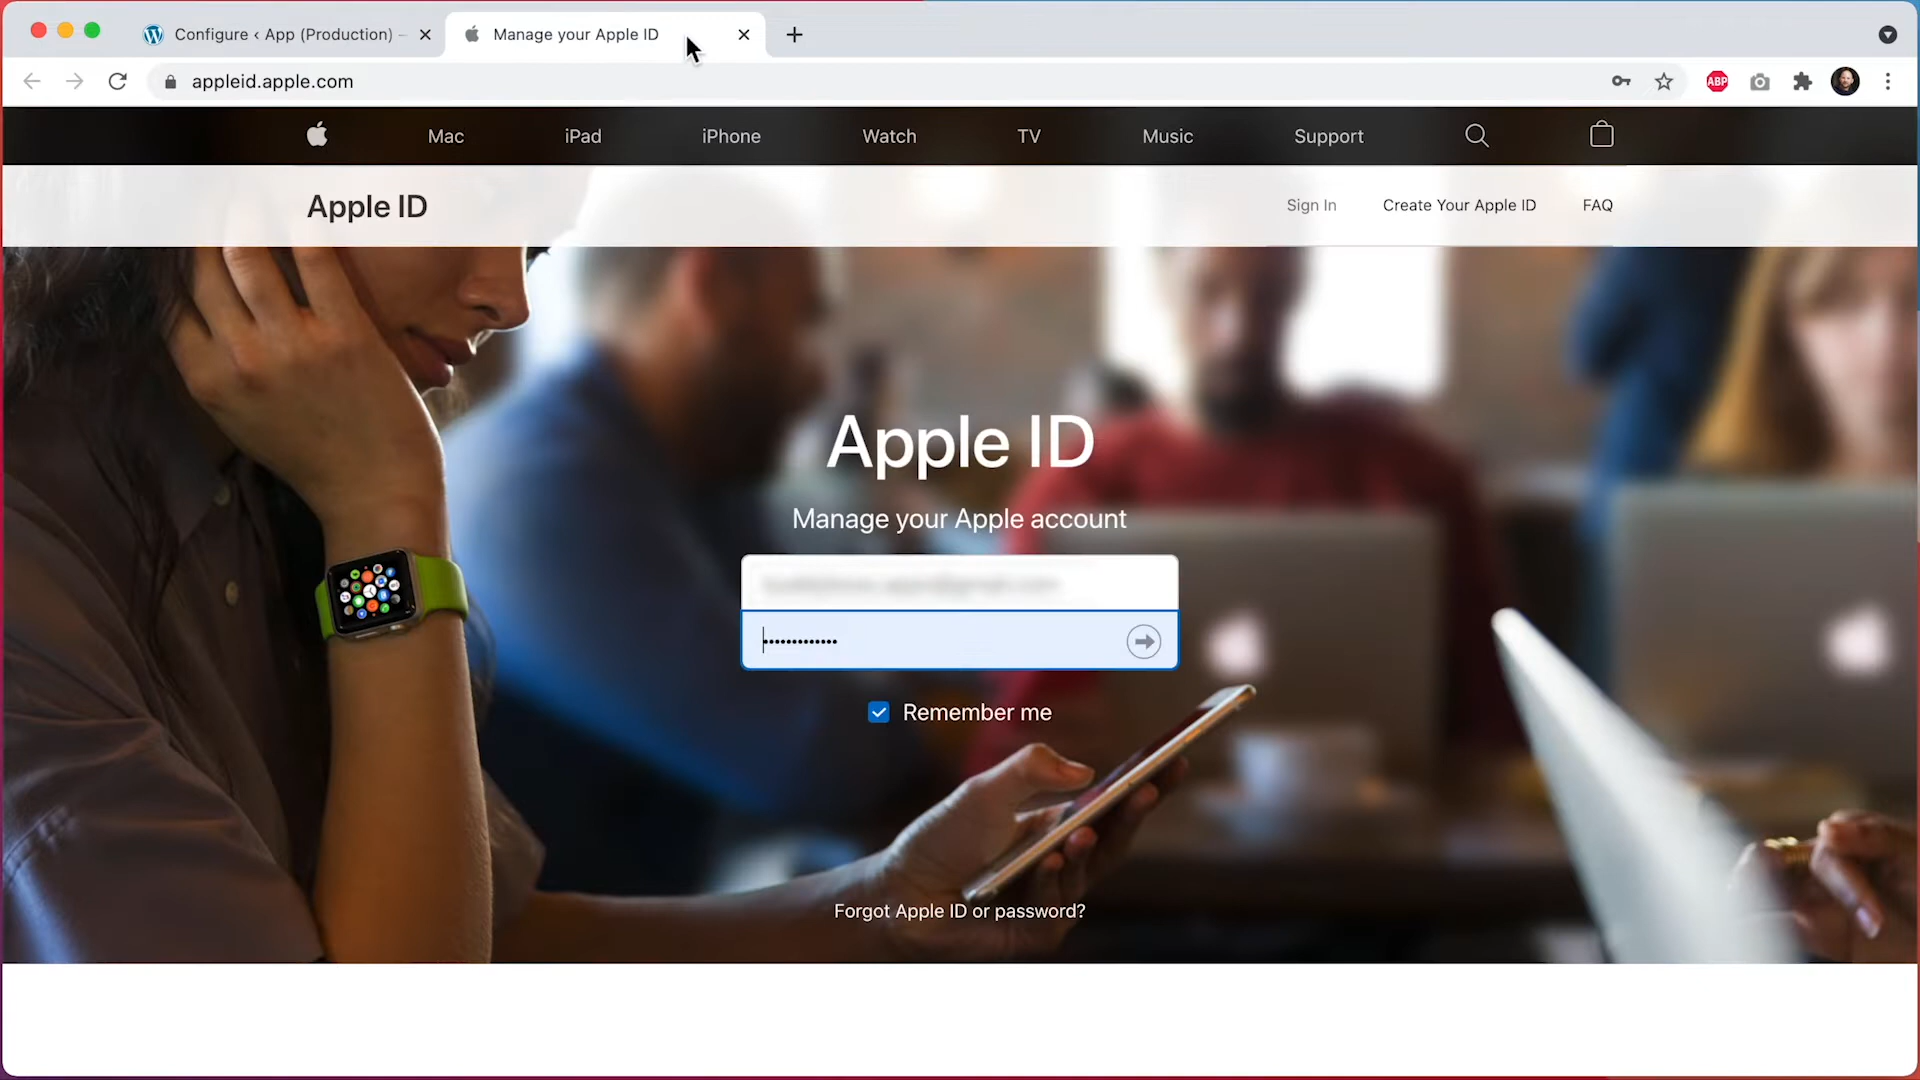 Configure ‹ App (Production) –
Manage your Apple ID
appleid.apple.com
ABP
Mac
iPad
iPhone
Watch
TV
Music
Support
Apple ID
Sign In
Create Your Apple ID
FAQ
Apple ID
Manage your Apple account
•••••••••••••
Remember me
Forgot Apple ID or password?